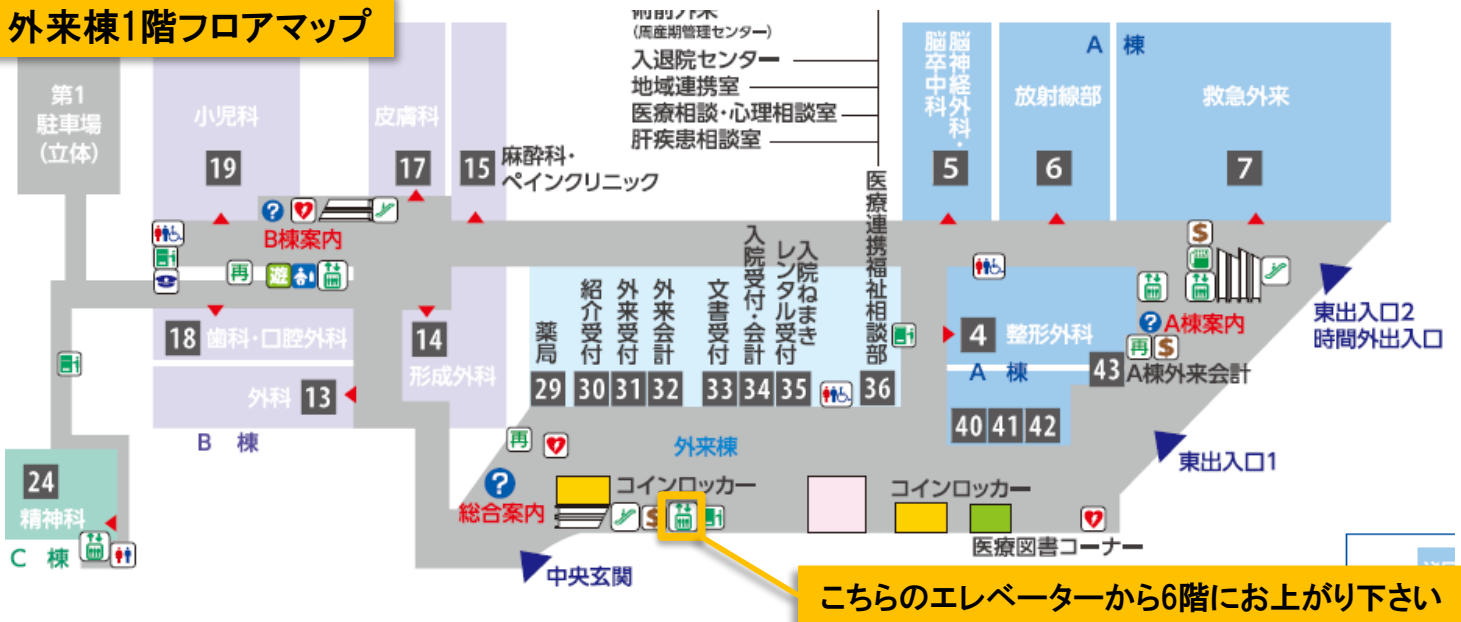 外来棟1階フロアマップ
(周産期管理センター)
入退院センター
地域連携室
医療相談・心理相談室
肝疾患相談室
第1
駐車場
(立体)
小児科
19
皮膚科
17
15
麻酔科・
ペインクリニック
脳神経外科・
脳卒中科
5
A 棟
放射線部
6
救急外来
7
B棟案内
再
遊
18
歯科・口腔外科
14
形成外科
外科
13
B 棟
24
精神科
C 棟
薬局
29
紹介受付
30
外来受付
31
外来会計
32
文書受付
33
入院受付・会計
34
入院ねまき
レンタル受付
35
医療連携福祉相談部
36
4
整形外科
A 棟
40
41
42
43
A棟外来会計
$
A棟案内
再
$
東出入口2
時間外出入口
東出入口1
再
外来棟
総合案内
コインロッカー
$
コインロッカー
医療図書コーナー
中央玄関
こちらのエレベーターから6階にお上がり下さい